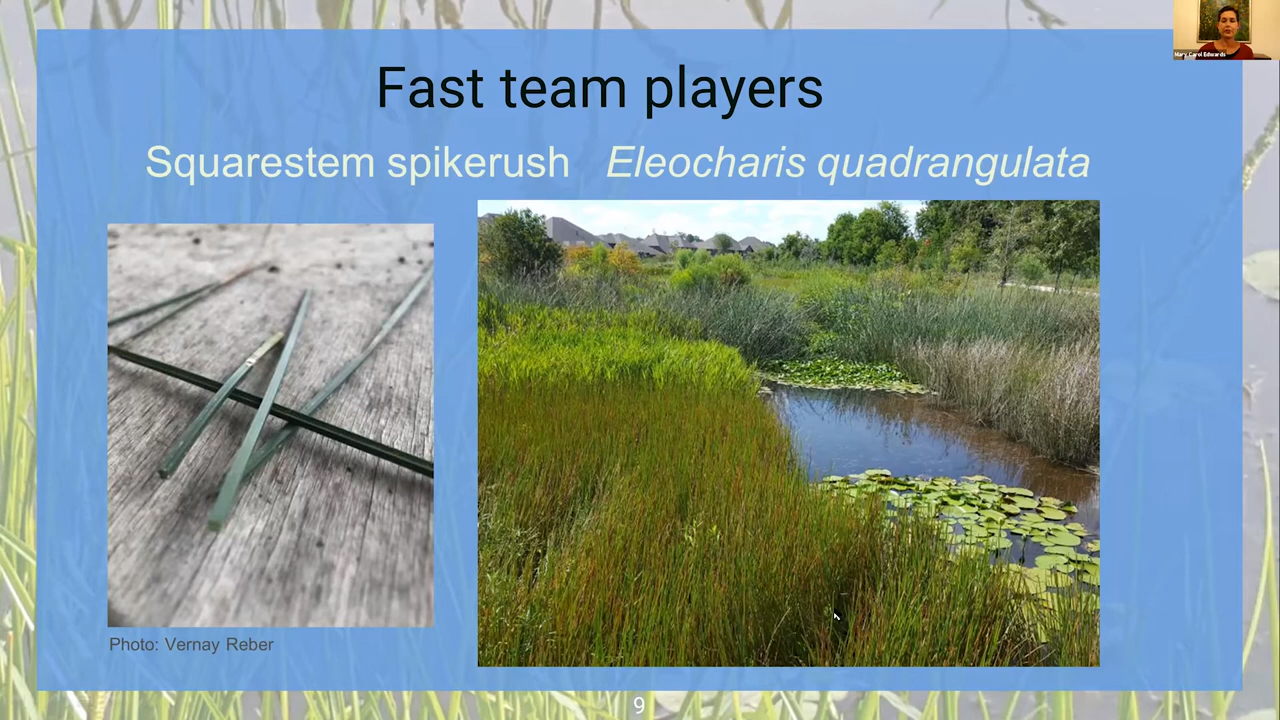 Mary Carol Edwards
Fast team players
Squarestem spikerush Eleocharis quadrangulata
Photo: Vernay Reber
9